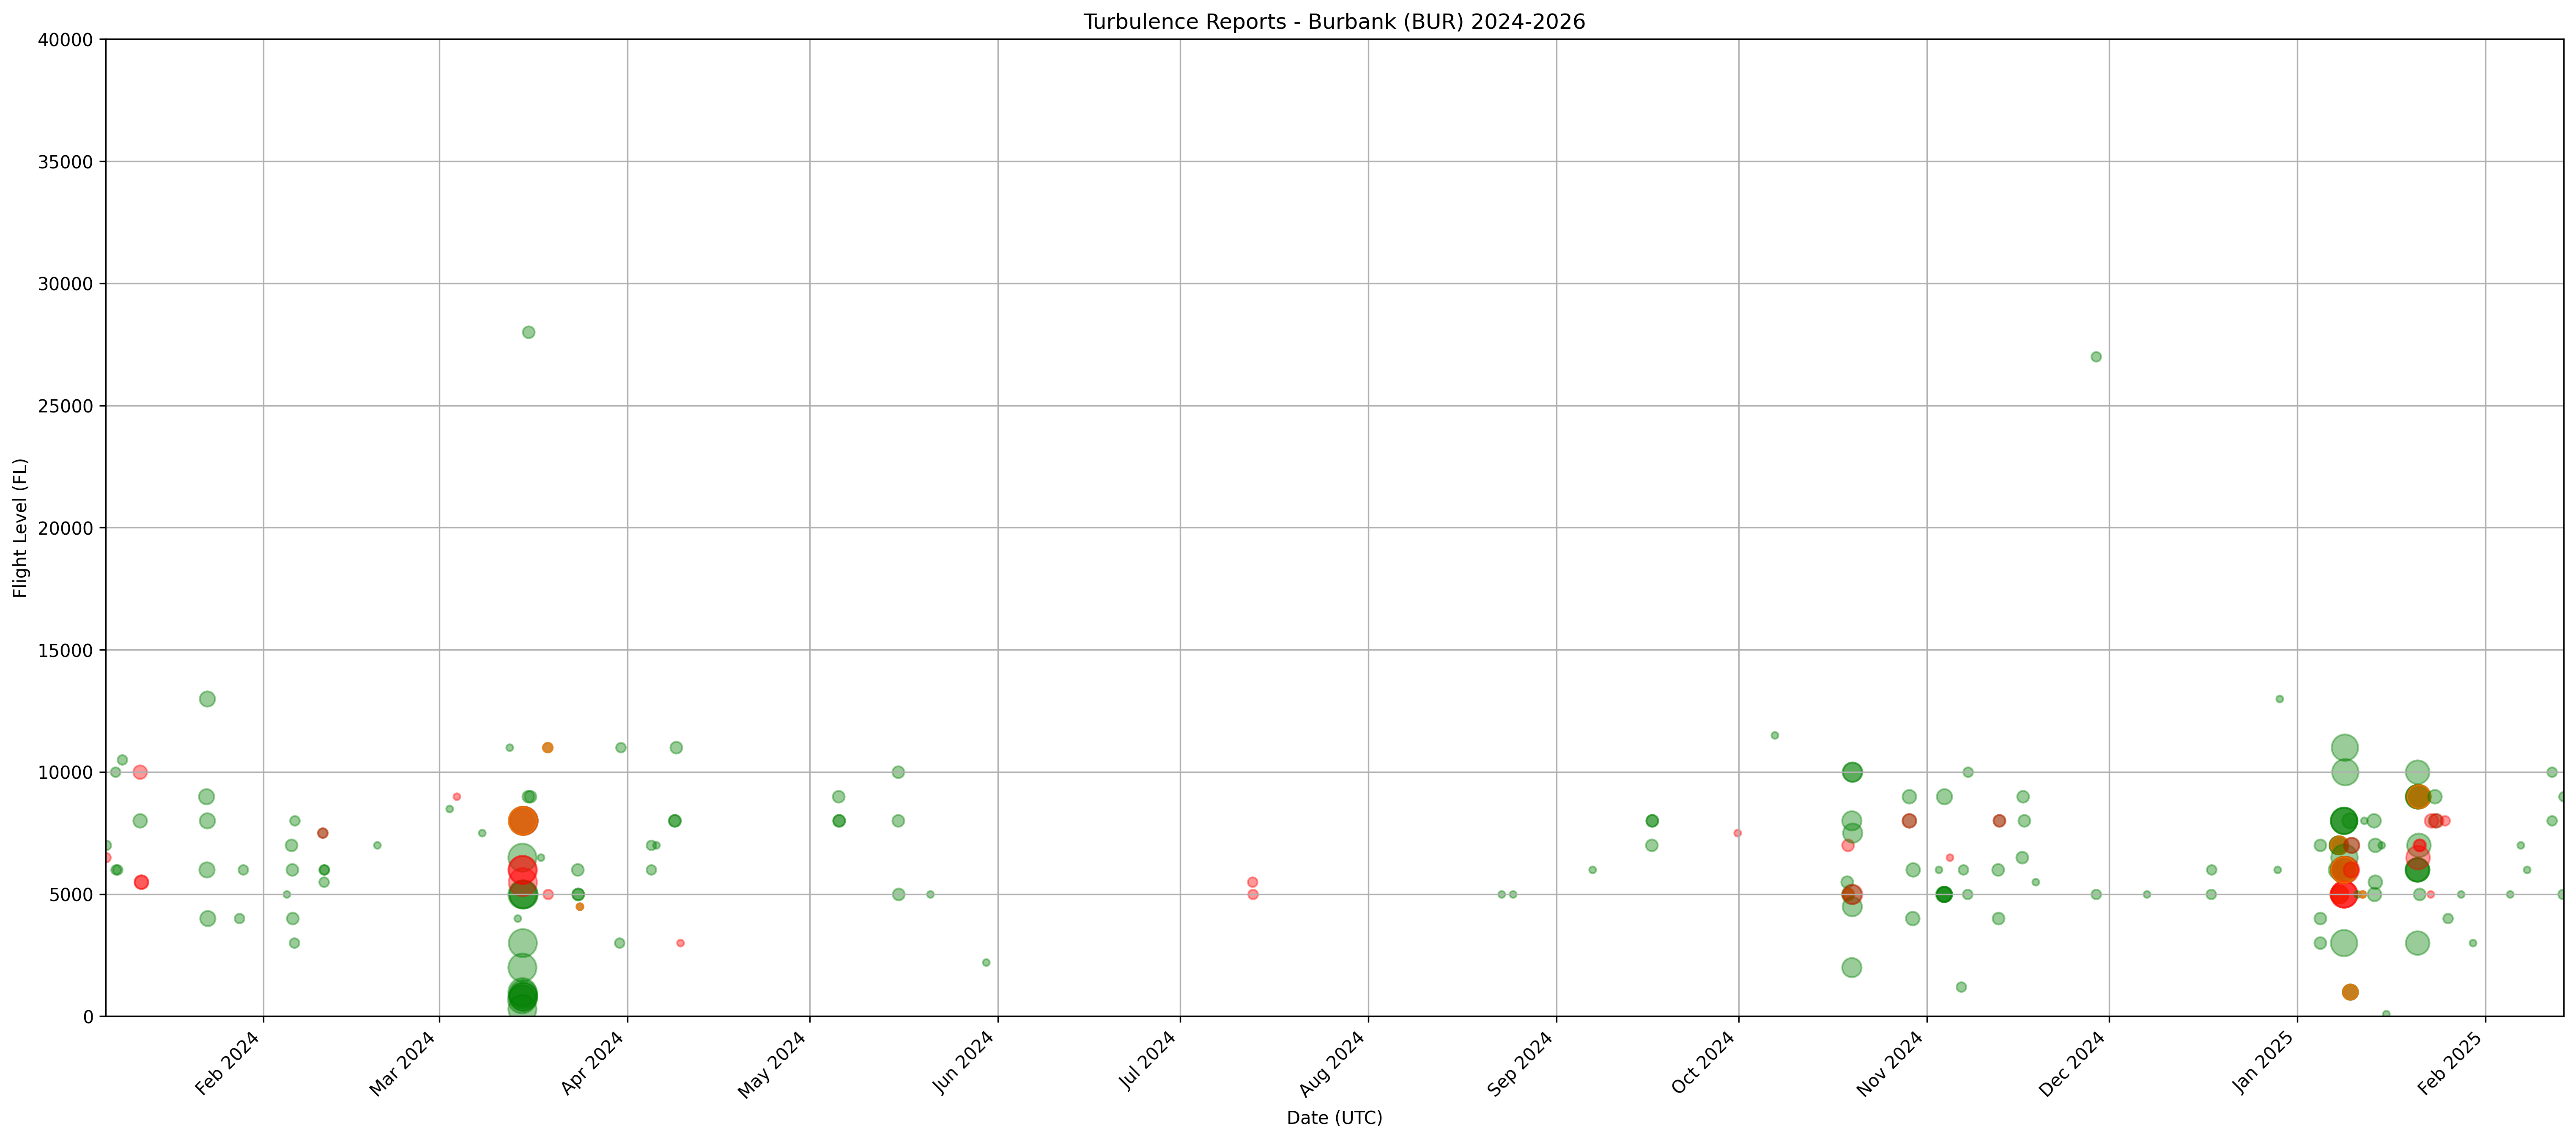 Turbulence Reports - Burbank (BUR) 2024-2026
40000
35000
30000
25000
20000
15000
10000
5000
0
Flight Level (FL)
Feb 2024
Mar 2024
Apr 2024
May 2024
Jun 2024
Jul 2024
Aug 2024
Sep 2024
Oct 2024
Nov 2024
Dec 2024
Jan 2025
Feb 2025
Date (UTC)